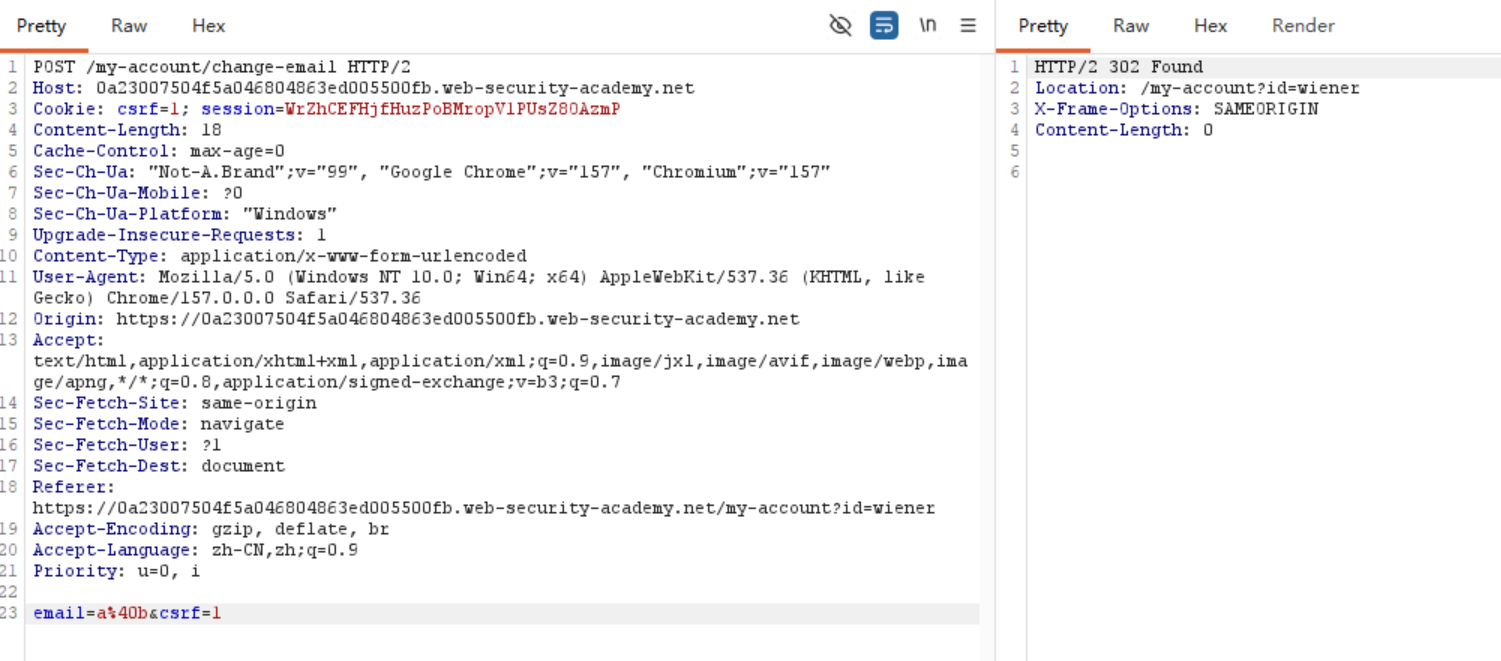 Pretty Raw Hex \n
Pretty Raw Hex Render
1 POST /my-account/change-email HTTP/2
2 Host: 0a23007504f5a046804863ed005500fb.web-security-academy.net
3 Cookie: csrf=1; session=WrZhCEFHjfHuzPoBMropVlPUsZ80AzmP
4 Content-Length: 18
5 Cache-Control: max-age=0
6 Sec-Ch-Ua: "Not-A.Brand";v="99", "Google Chrome";v="157", "Chromium";v="157"
7 Sec-Ch-Ua-Mobile: ?0
8 Sec-Ch-Ua-Platform: "Windows"
9 Upgrade-Insecure-Requests: 1
10 Content-Type: application/x-www-form-urlencoded
11 User-Agent: Mozilla/5.0 (Windows NT 10.0; Win64; x64) AppleWebKit/537.36 (KHTML, like
Gecko) Chrome/157.0.0.0 Safari/537.36
12 Origin: https://0a23007504f5a046804863ed005500fb.web-security-academy.net
13 Accept:
text/html,application/xhtml+xml,application/xml;q=0.9,image/jxl,image/avif,image/webp,ima
ge/apng,*/*;q=0.8,application/signed-exchange;v=b3;q=0.7
14 Sec-Fetch-Site: same-origin
15 Sec-Fetch-Mode: navigate
16 Sec-Fetch-User: ?1
17 Sec-Fetch-Dest: document
18 Referer:
https://0a23007504f5a046804863ed005500fb.web-security-academy.net/my-account?id=wiener
19 Accept-Encoding: gzip, deflate, br
20 Accept-Language: zh-CN,zh;q=0.9
21 Priority: u=0, i
22
23 email=a%40b&csrf=1
1 HTTP/2 302 Found
2 Location: /my-account?id=wiener
3 X-Frame-Options: SAMEORIGIN
4 Content-Length: 0
5
6